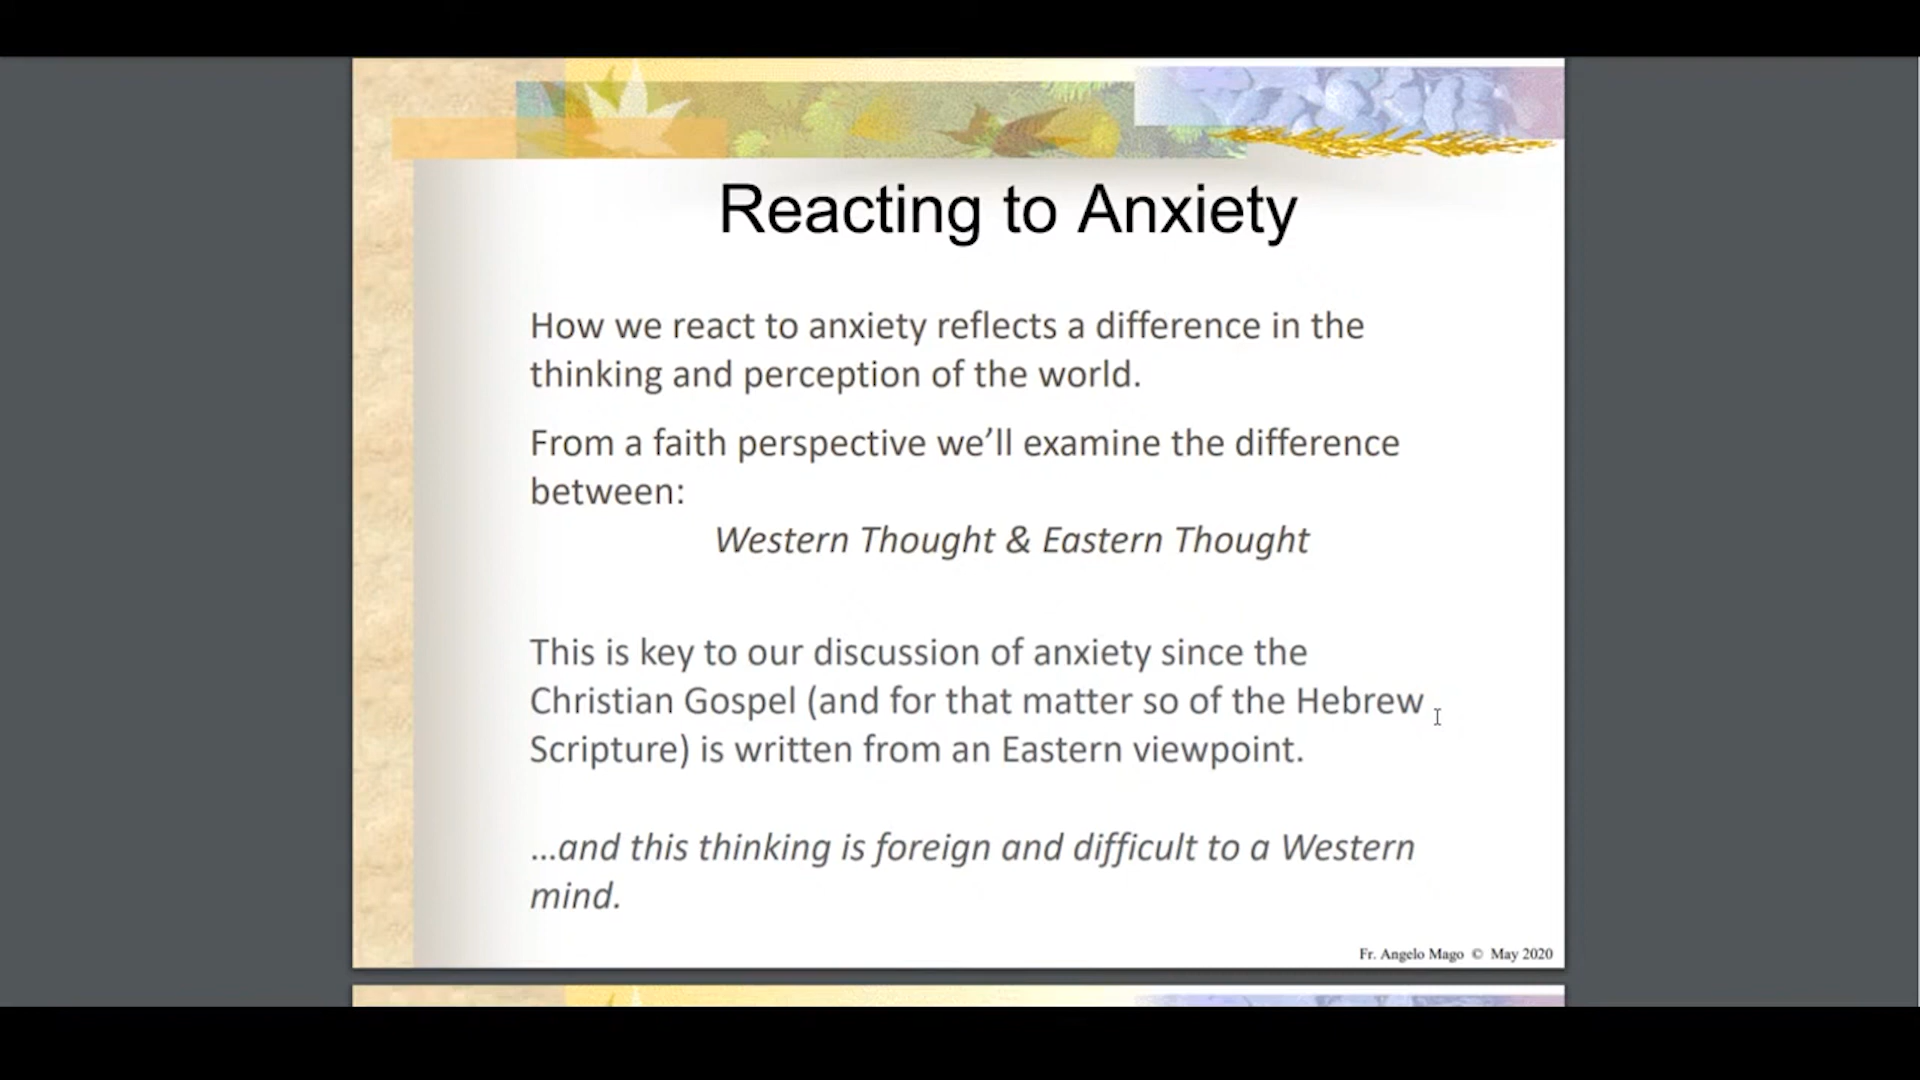 Reacting to Anxiety
How we react to anxiety reflects a difference in the
thinking and perception of the world.
From a faith perspective we’ll examine the difference
between:
Western Thought & Eastern Thought
This is key to our discussion of anxiety since the
Christian Gospel (and for that matter so of the Hebrew
Scripture) is written from an Eastern viewpoint.
...and this thinking is foreign and difficult to a Western
mind.
Fr. Angelo Mago © May 2020